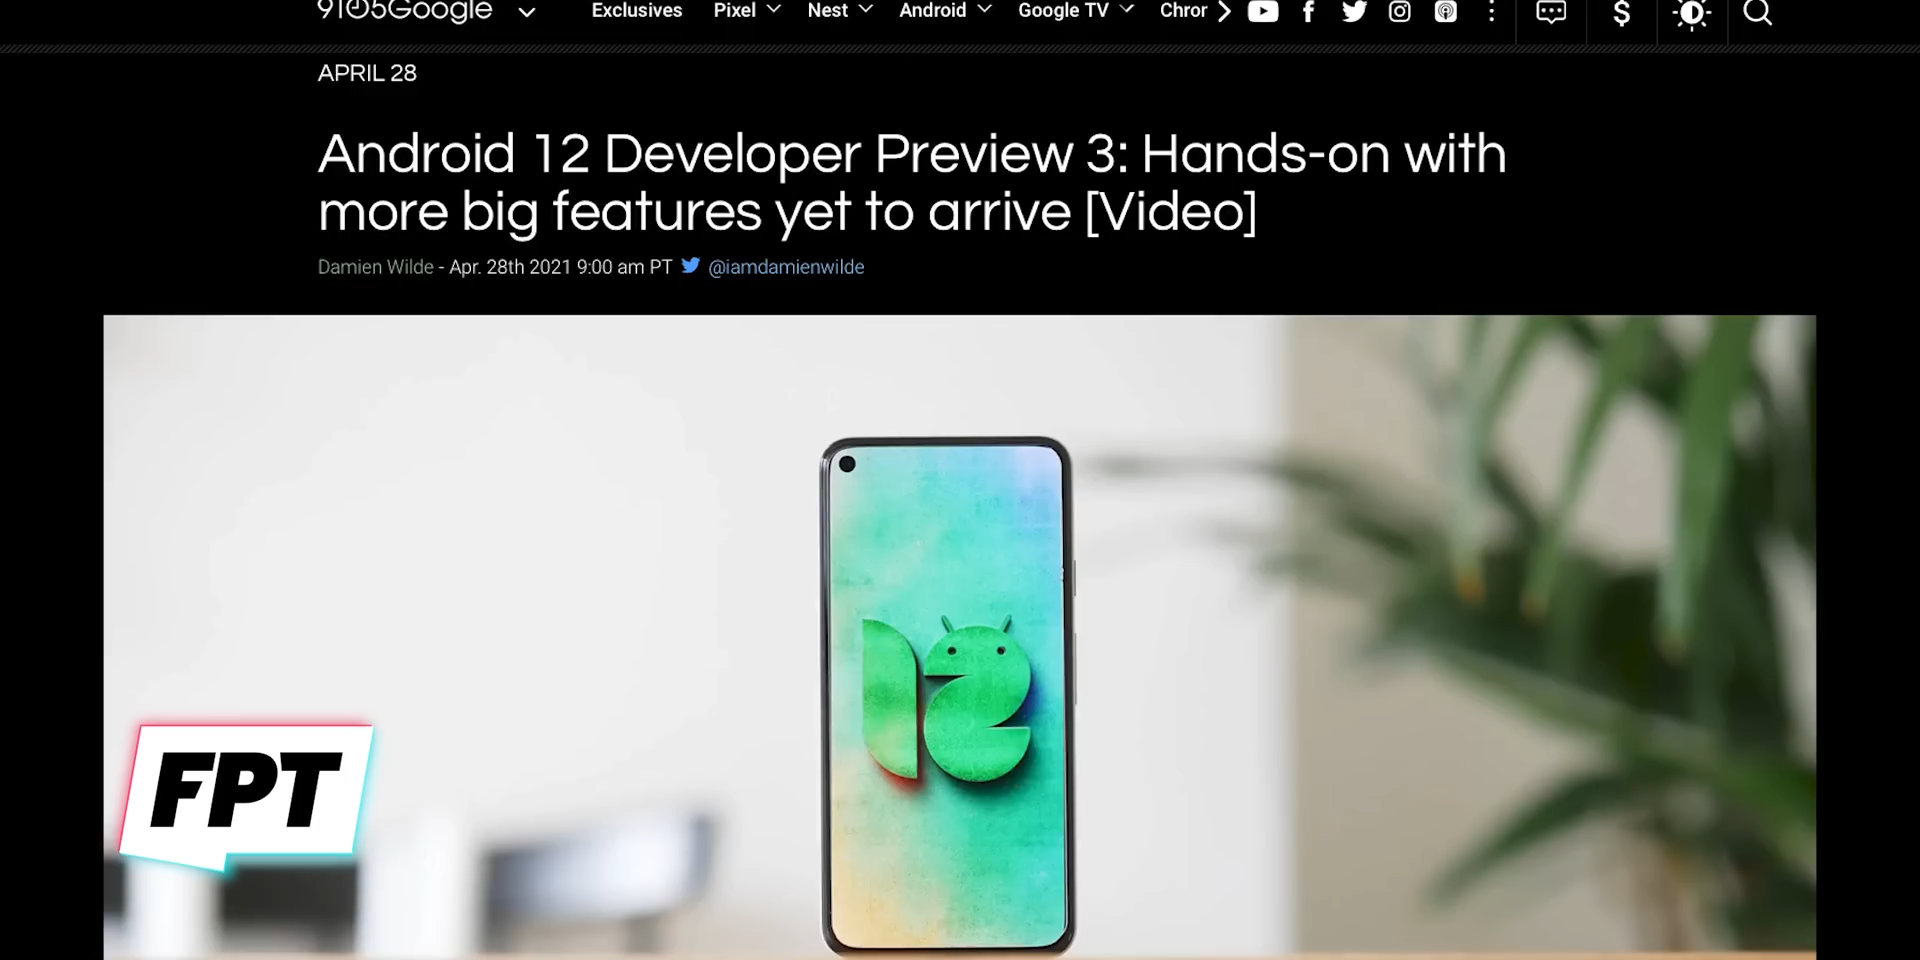 9TO5Google
Exclusives Pixel Nest Android Google TV Chror
APRIL 28
Android 12 Developer Preview 3: Hands-on with
more big features yet to arrive [Video]
Damien Wilde - Apr. 28th 2021 9:00 am PT @iamdamienwilde
12
FPT